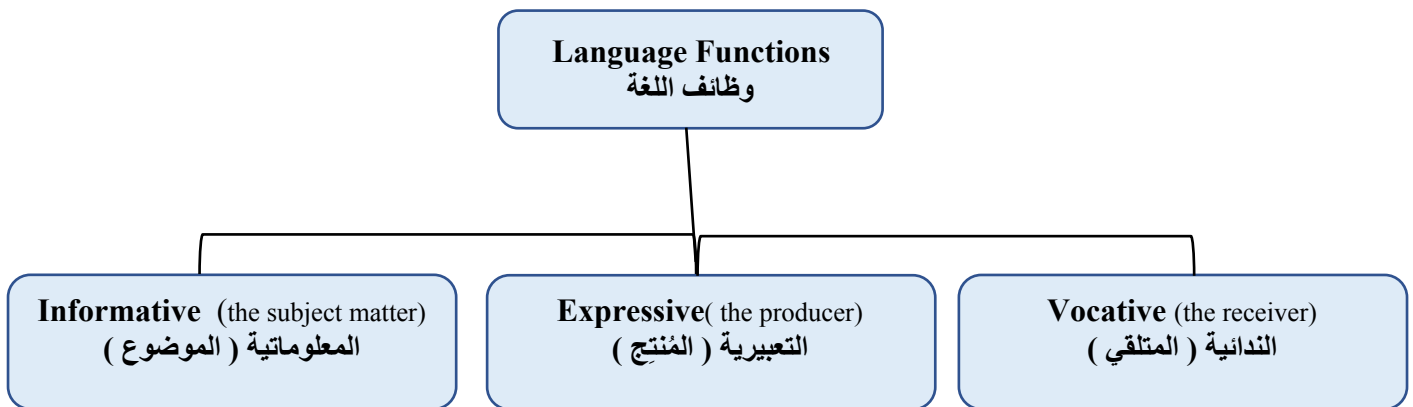 Language Functions
وظائف اللغة
Informative (the subject matter)
المعلوماتية ( الموضوع )
Expressive( the producer)
التعبيرية ( المُنتِج )
Vocative (the receiver)
الندائية ( المتلقي )